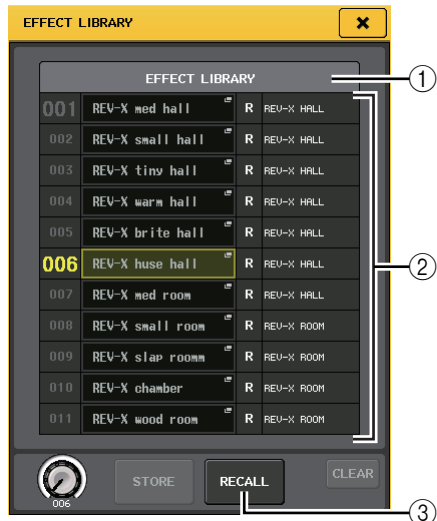 EFFECT LIBRARY ×
EFFECT LIBRARY
001 REV-X med hall R REV-X HALL
002 REV-X small hall R REV-X HALL
003 REV-X tiny hall R REV-X HALL
004 REV-X warm hall R REV-X HALL
005 REV-X brite hall R REV-X HALL
006 REV-X huse hall R REV-X HALL
007 REV-X med room R REV-X HALL
008 REV-X small room R REV-X ROOM
009 REV-X slap roomm R REV-X ROOM
010 REV-X chamber R REV-X ROOM
011 REV-X wood room R REV-X ROOM
006 STORE RECALL CLEAR
1
2
3